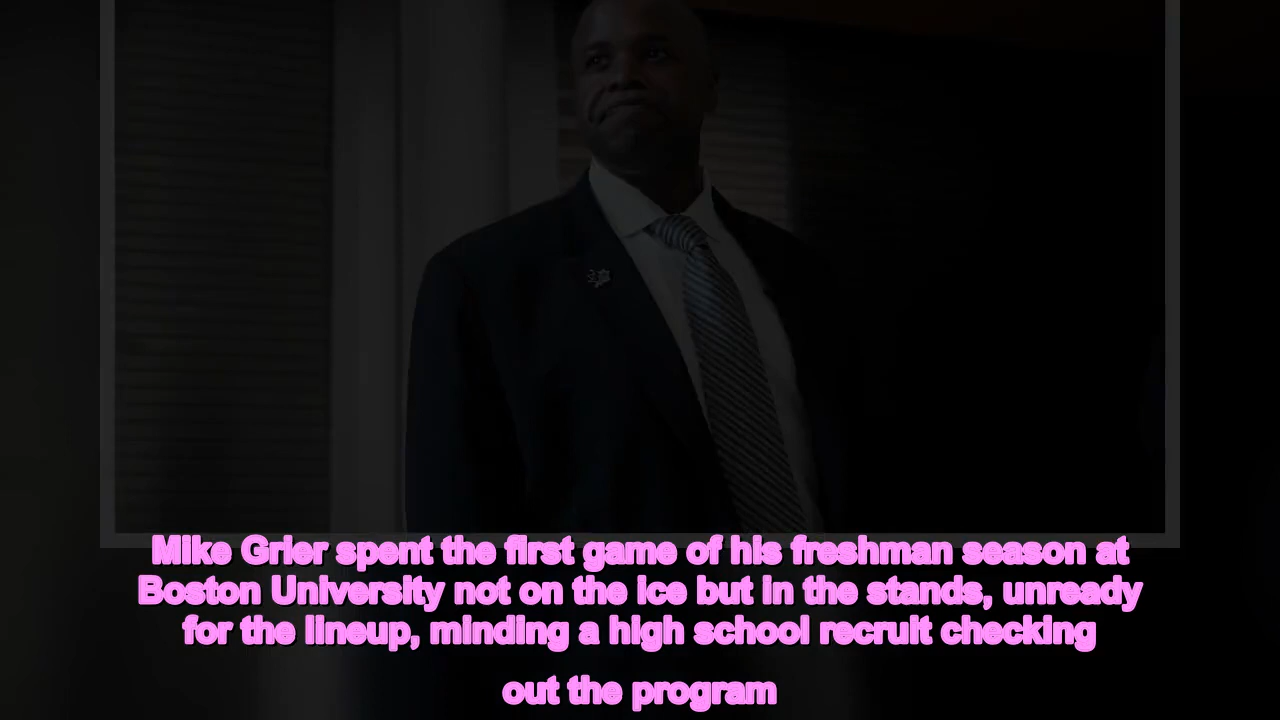 Mike Grier spent the first game of his freshman season at
Boston University not on the ice but in the stands, unready
for the lineup, minding a high school recruit checking
out the program